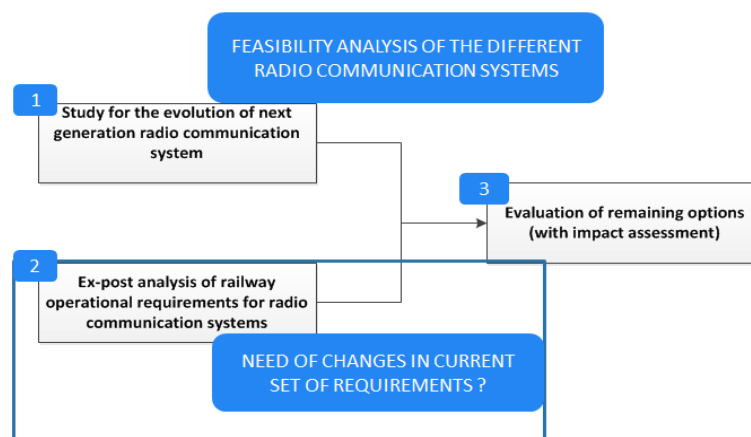 FEASIBILITY ANALYSIS OF THE DIFFERENT
RADIO COMMUNICATION SYSTEMS
1
Study for the evolution of next
generation radio communication
system
3
Evaluation of remaining options
(with impact assessment)
2
Ex-post analysis of railway
operational requirements for radio
communication systems
NEED OF CHANGES IN CURRENT
SET OF REQUIREMENTS ?